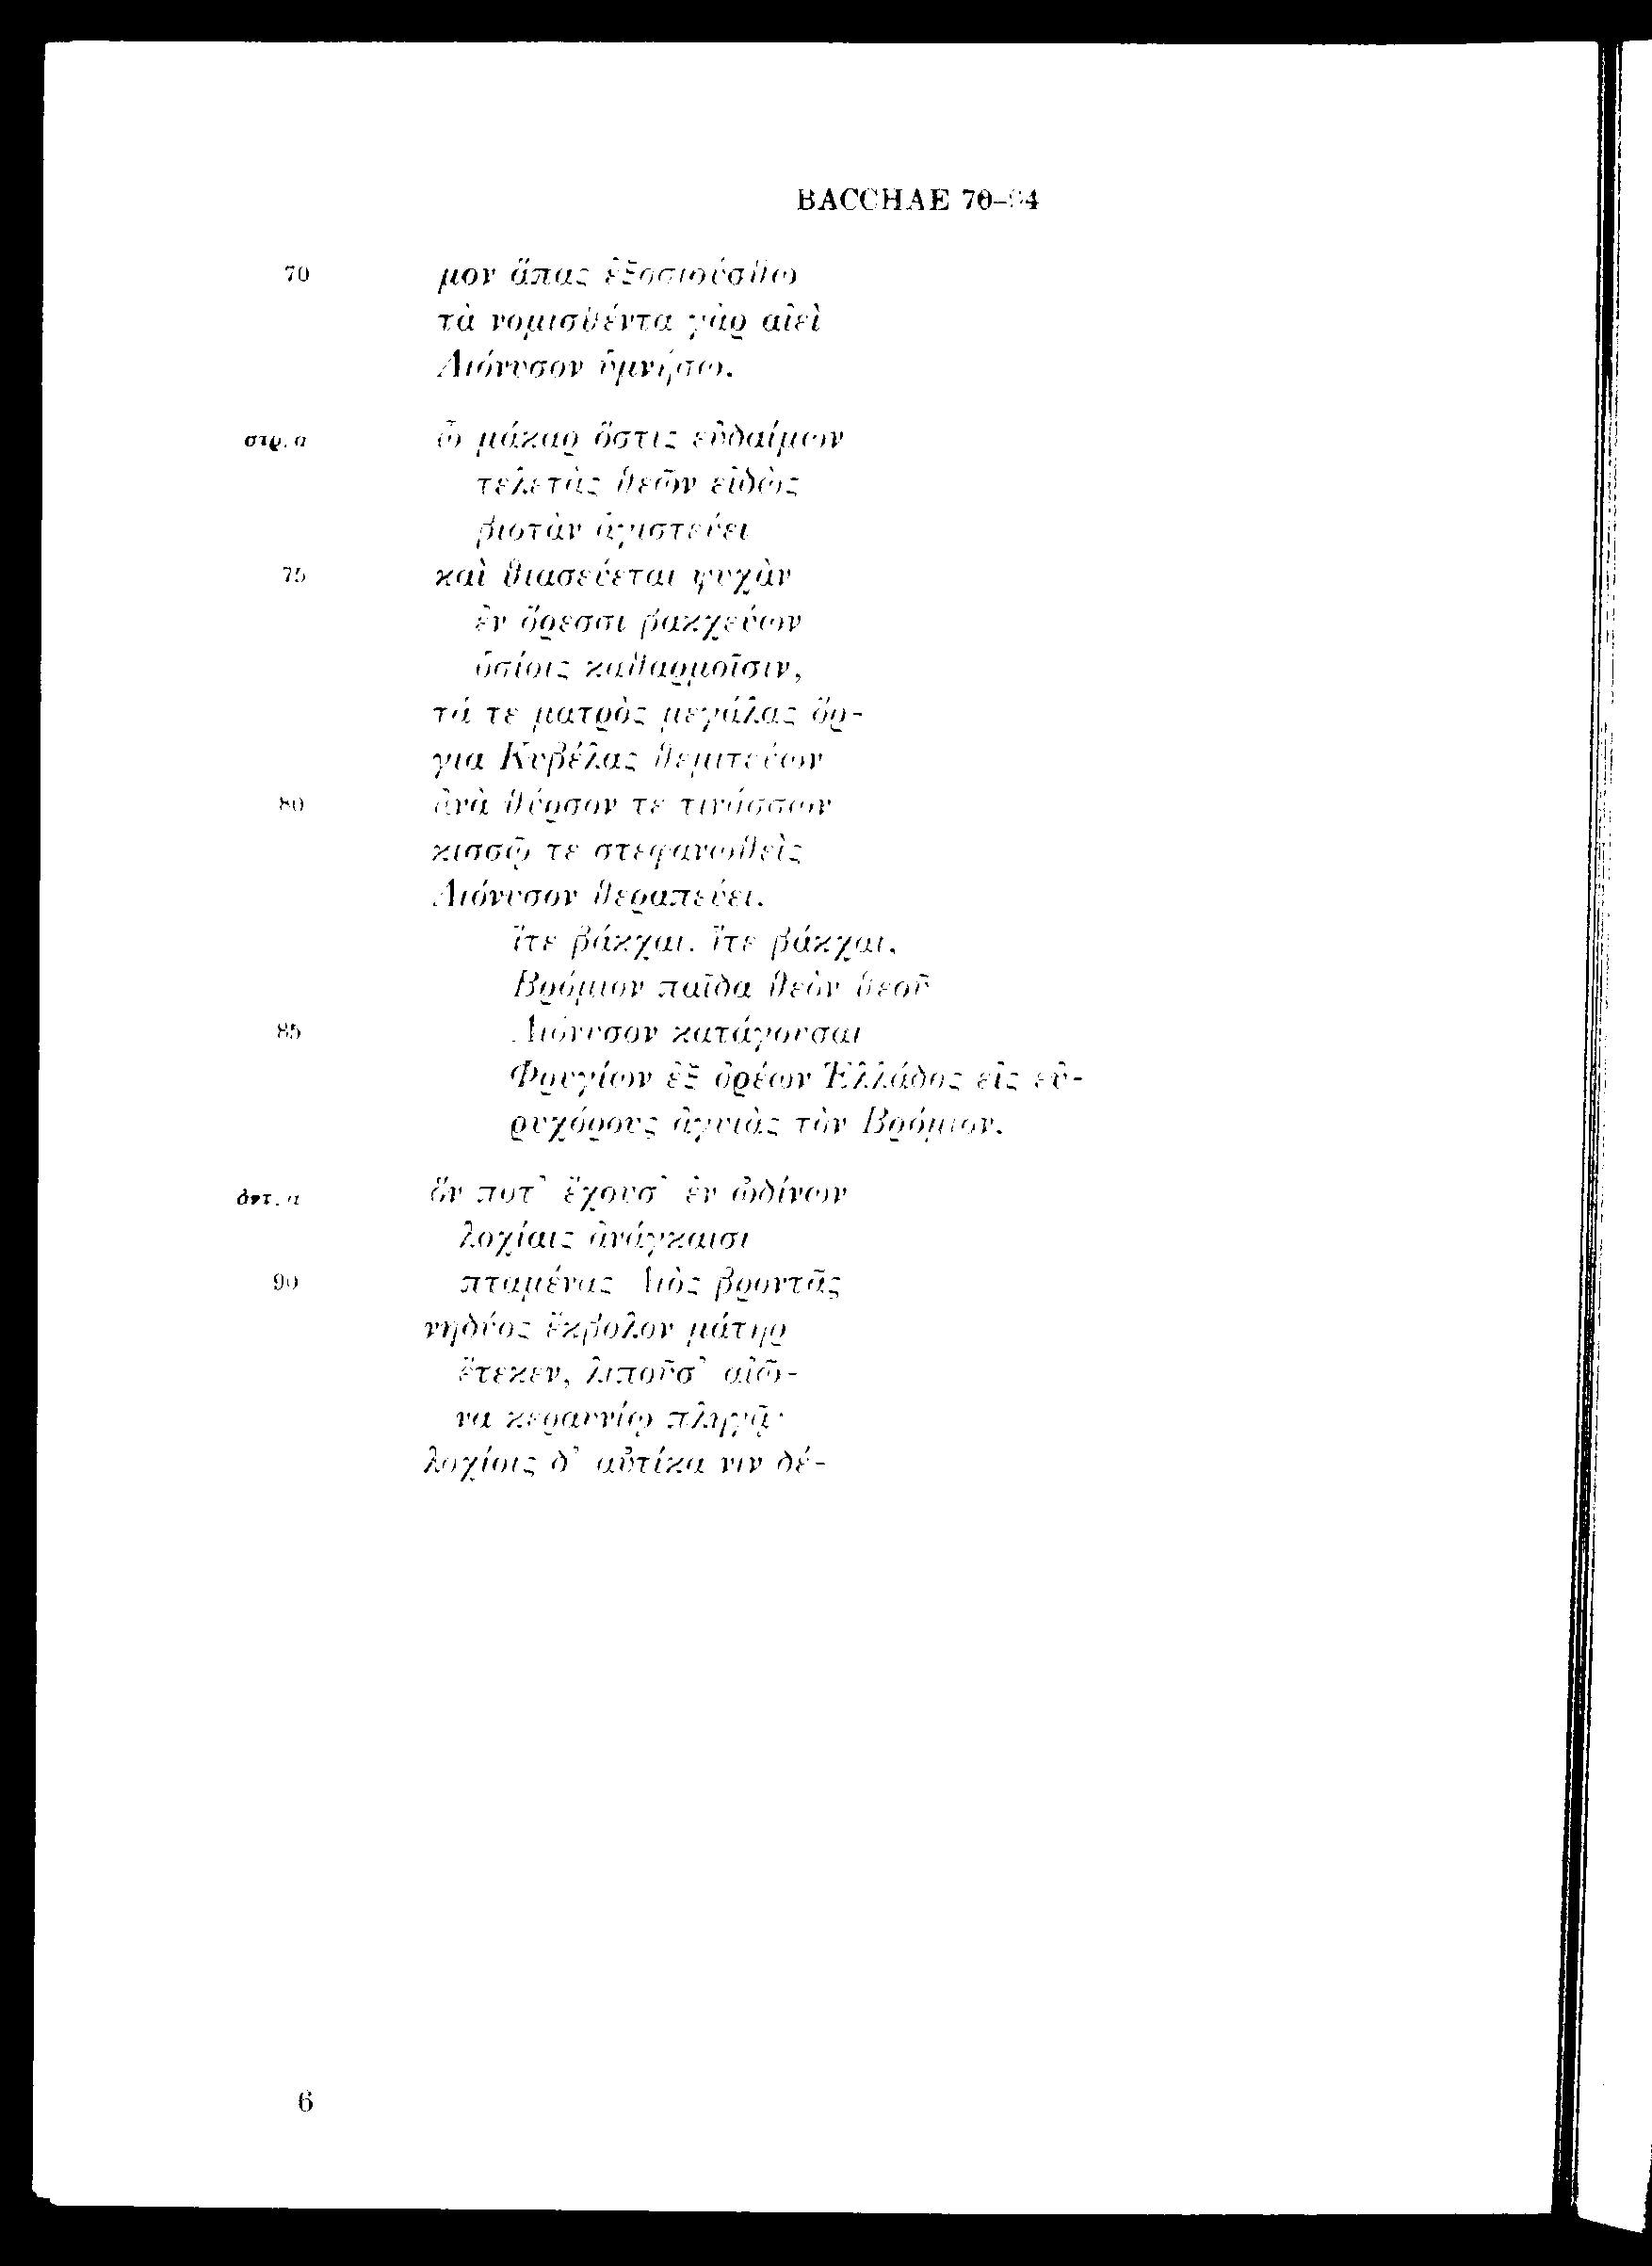 BACCHAE 70-94
70 μον ἅπας ἐξοσιούσθω
τὰ νομισθέντα γὰρ αἰεὶ
Διόνυσον ὑμνήσω.
στρ. α ὦ μάκαρ ὅστις εὐδαίμων
τελετὰς θεῶν εἰδὼς
βιοτὰν ἁγιστεύει
75 καὶ θιασεύεται ψυχὰν
ἐν ὄρεσσι βακχεύων
ὁσίοις καθαρμοῖσιν,
τά τε ματρὸς μεγάλας ὄρ-
για Κυβέλας θεμιτεύων
80 ἀνὰ θύρσον τε τινάσσων
κισσῷ τε στεφανωθεὶς
Διόνυσον θεραπεύει.
ἴτε βάκχαι, ἴτε βάκχαι,
Βρόμιον παῖδα θεὸν θεοῦ
85 Διόνυσον κατάγουσαι
Φρυγίων ἐξ ὀρέων Ἑλλάδος εἰς εὐ-
ρυχόρους ἀγυιὰς τὸν Βρόμιον.
ἀντ. α ὅν ποτ᾽ ἔχουσ᾽ ἐν ὠδίνων
λοχίαις ἀνάγκαισι
90 πταμένας Διὸς βροντᾶς
νηδύος ἔκβολον μάτηρ
ἔτεκεν, λιποῦσ᾽ αἰῶ-
να κεραυνίῳ πληγᾷ·
λοχίοις δ᾽ αὐτίκα νιν δέ-
6